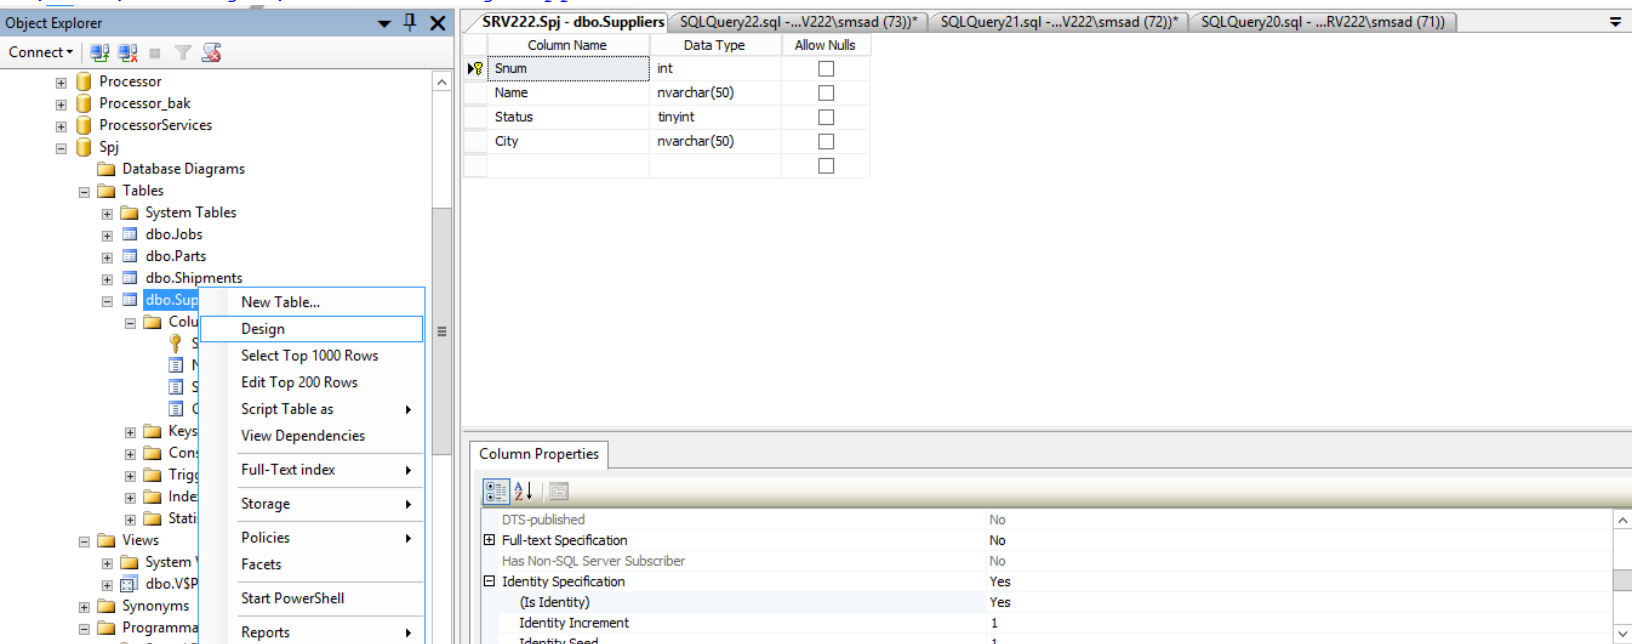 Object Explorer
Connect
Processor
Processor_bak
ProcessorServices
Spj
Database Diagrams
Tables
System Tables
dbo.Jobs
dbo.Parts
dbo.Shipments
dbo.Sup
Colu
S
N
S
C
Keys
Cons
Trigg
Inde
Stati
Views
System
dbo.V$P
Synonyms
Programma
New Table...
Design
Select Top 1000 Rows
Edit Top 200 Rows
Script Table as
View Dependencies
Full-Text index
Storage
Policies
Facets
Start PowerShell
Reports
SRV222.Spj - dbo.Suppliers SQLQuery22.sql -...V222\smsad (73))* SQLQuery21.sql -...V222\smsad (72))* SQLQuery20.sql - ...RV222\smsad (71))
Column Name Data Type Allow Nulls
Snum int
Name nvarchar(50)
Status tinyint
City nvarchar(50)
Column Properties
DTS-published No
Full-text Specification No
Has Non-SQL Server Subscriber No
Identity Specification Yes
(Is Identity) Yes
Identity Increment 1
Identity Seed 1